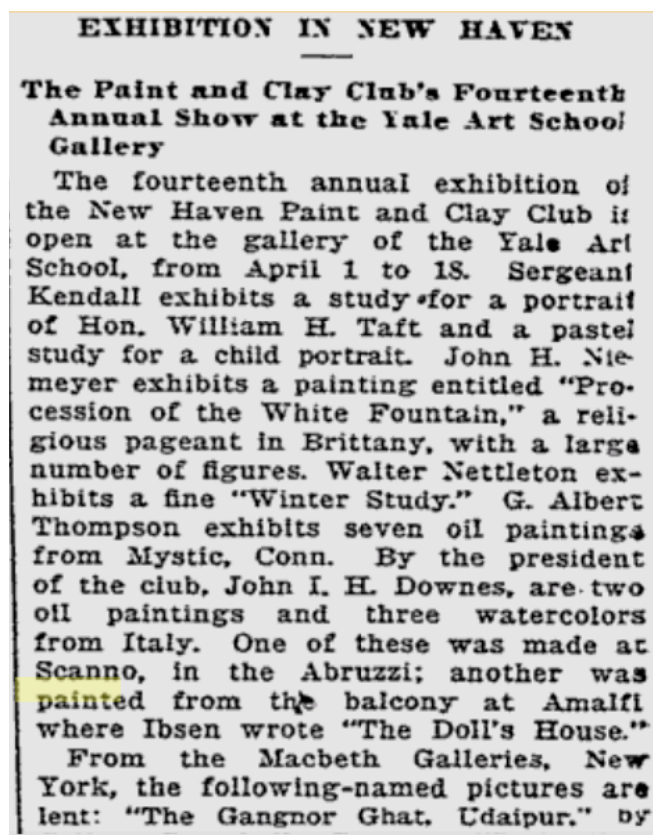 EXHIBITION IN NEW HAVEN
The Paint and Clay Club's Fourteenth
Annual Show at the Yale Art School
Gallery
The fourteenth annual exhibition of
the New Haven Paint and Clay Club is
open at the gallery of the Yale Art
School, from April 1 to 18. Sergeant
Kendall exhibits a study for a portrait
of Hon. William H. Taft and a pastel
study for a child portrait. John H. Nie-
meyer exhibits a painting entitled "Pro-
cession of the White Fountain," a reli-
gious pageant in Brittany, with a large
number of figures. Walter Nettleton ex-
hibits a fine "Winter Study." G. Albert
Thompson exhibits seven oil paintings
from Mystic, Conn. By the president
of the club, John I. H. Downes, are two
oil paintings and three watercolors
from Italy. One of these was made at
Scanno, in the Abruzzi; another was
painted from the balcony at Amalfi
where Ibsen wrote "The Doll's House."
From the Macbeth Galleries, New
York, the following-named pictures are
lent: "The Gangnor Ghat, Udaipur," by